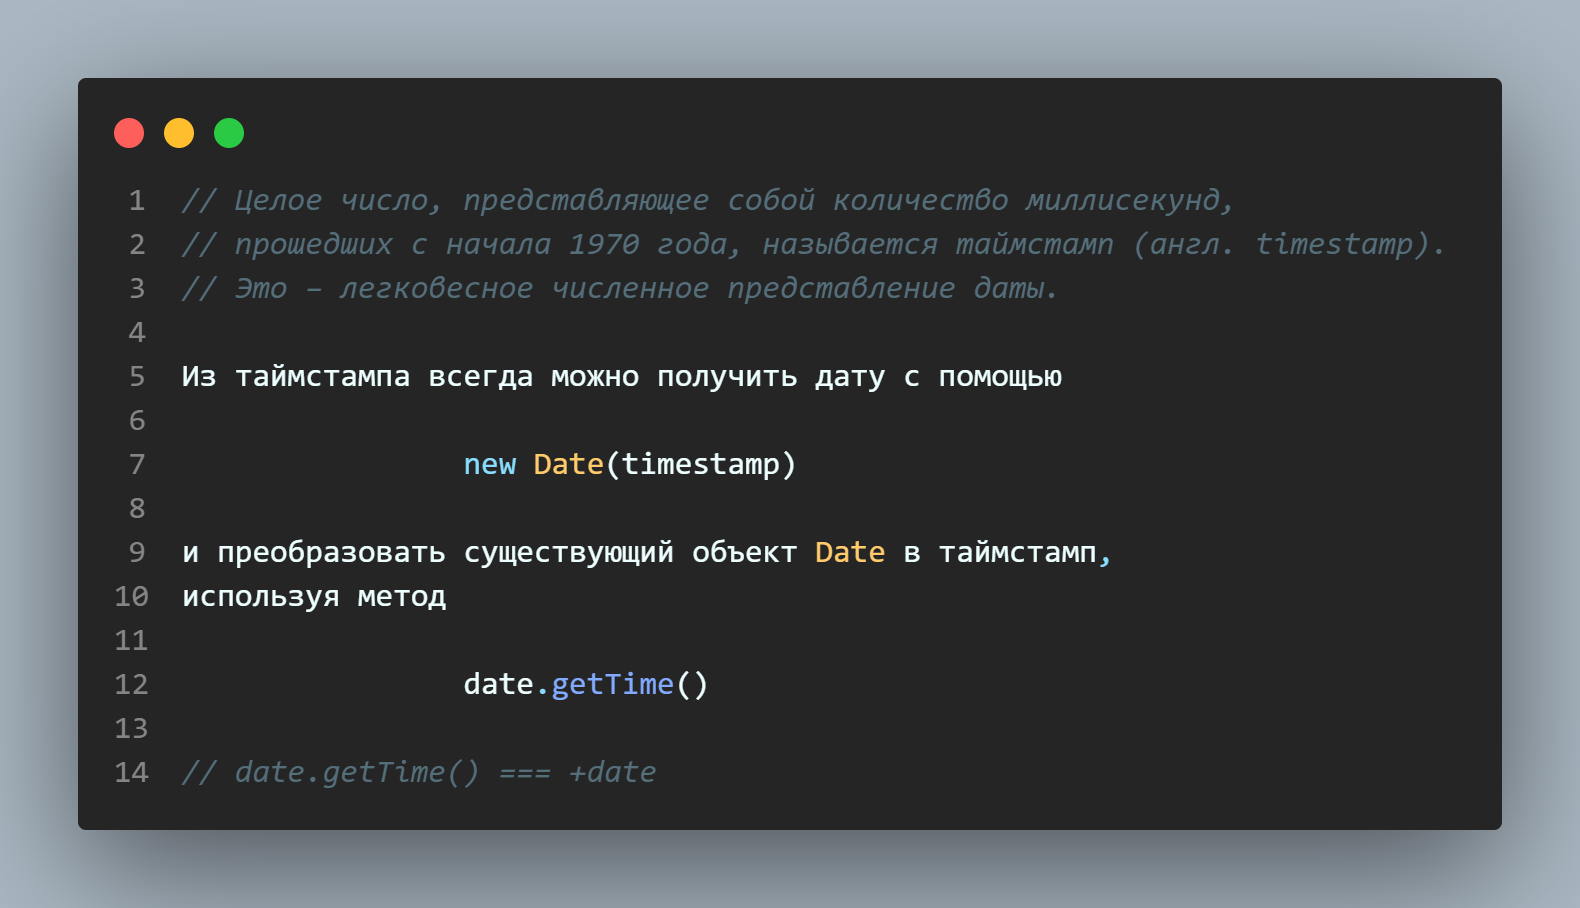 1 // Целое число, представляющее собой количество миллисекунд,
2 // прошедших с начала 1970 года, называется таймстамп (англ. timestamp).
3 // Это – легковесное численное представление даты.
4
5 Из таймстампа всегда можно получить дату с помощью
6
7 new Date(timestamp)
8
9 и преобразовать существующий объект Date в таймстамп,
10 используя метод
11
12 date.getTime()
13
14 // date.getTime() === +date